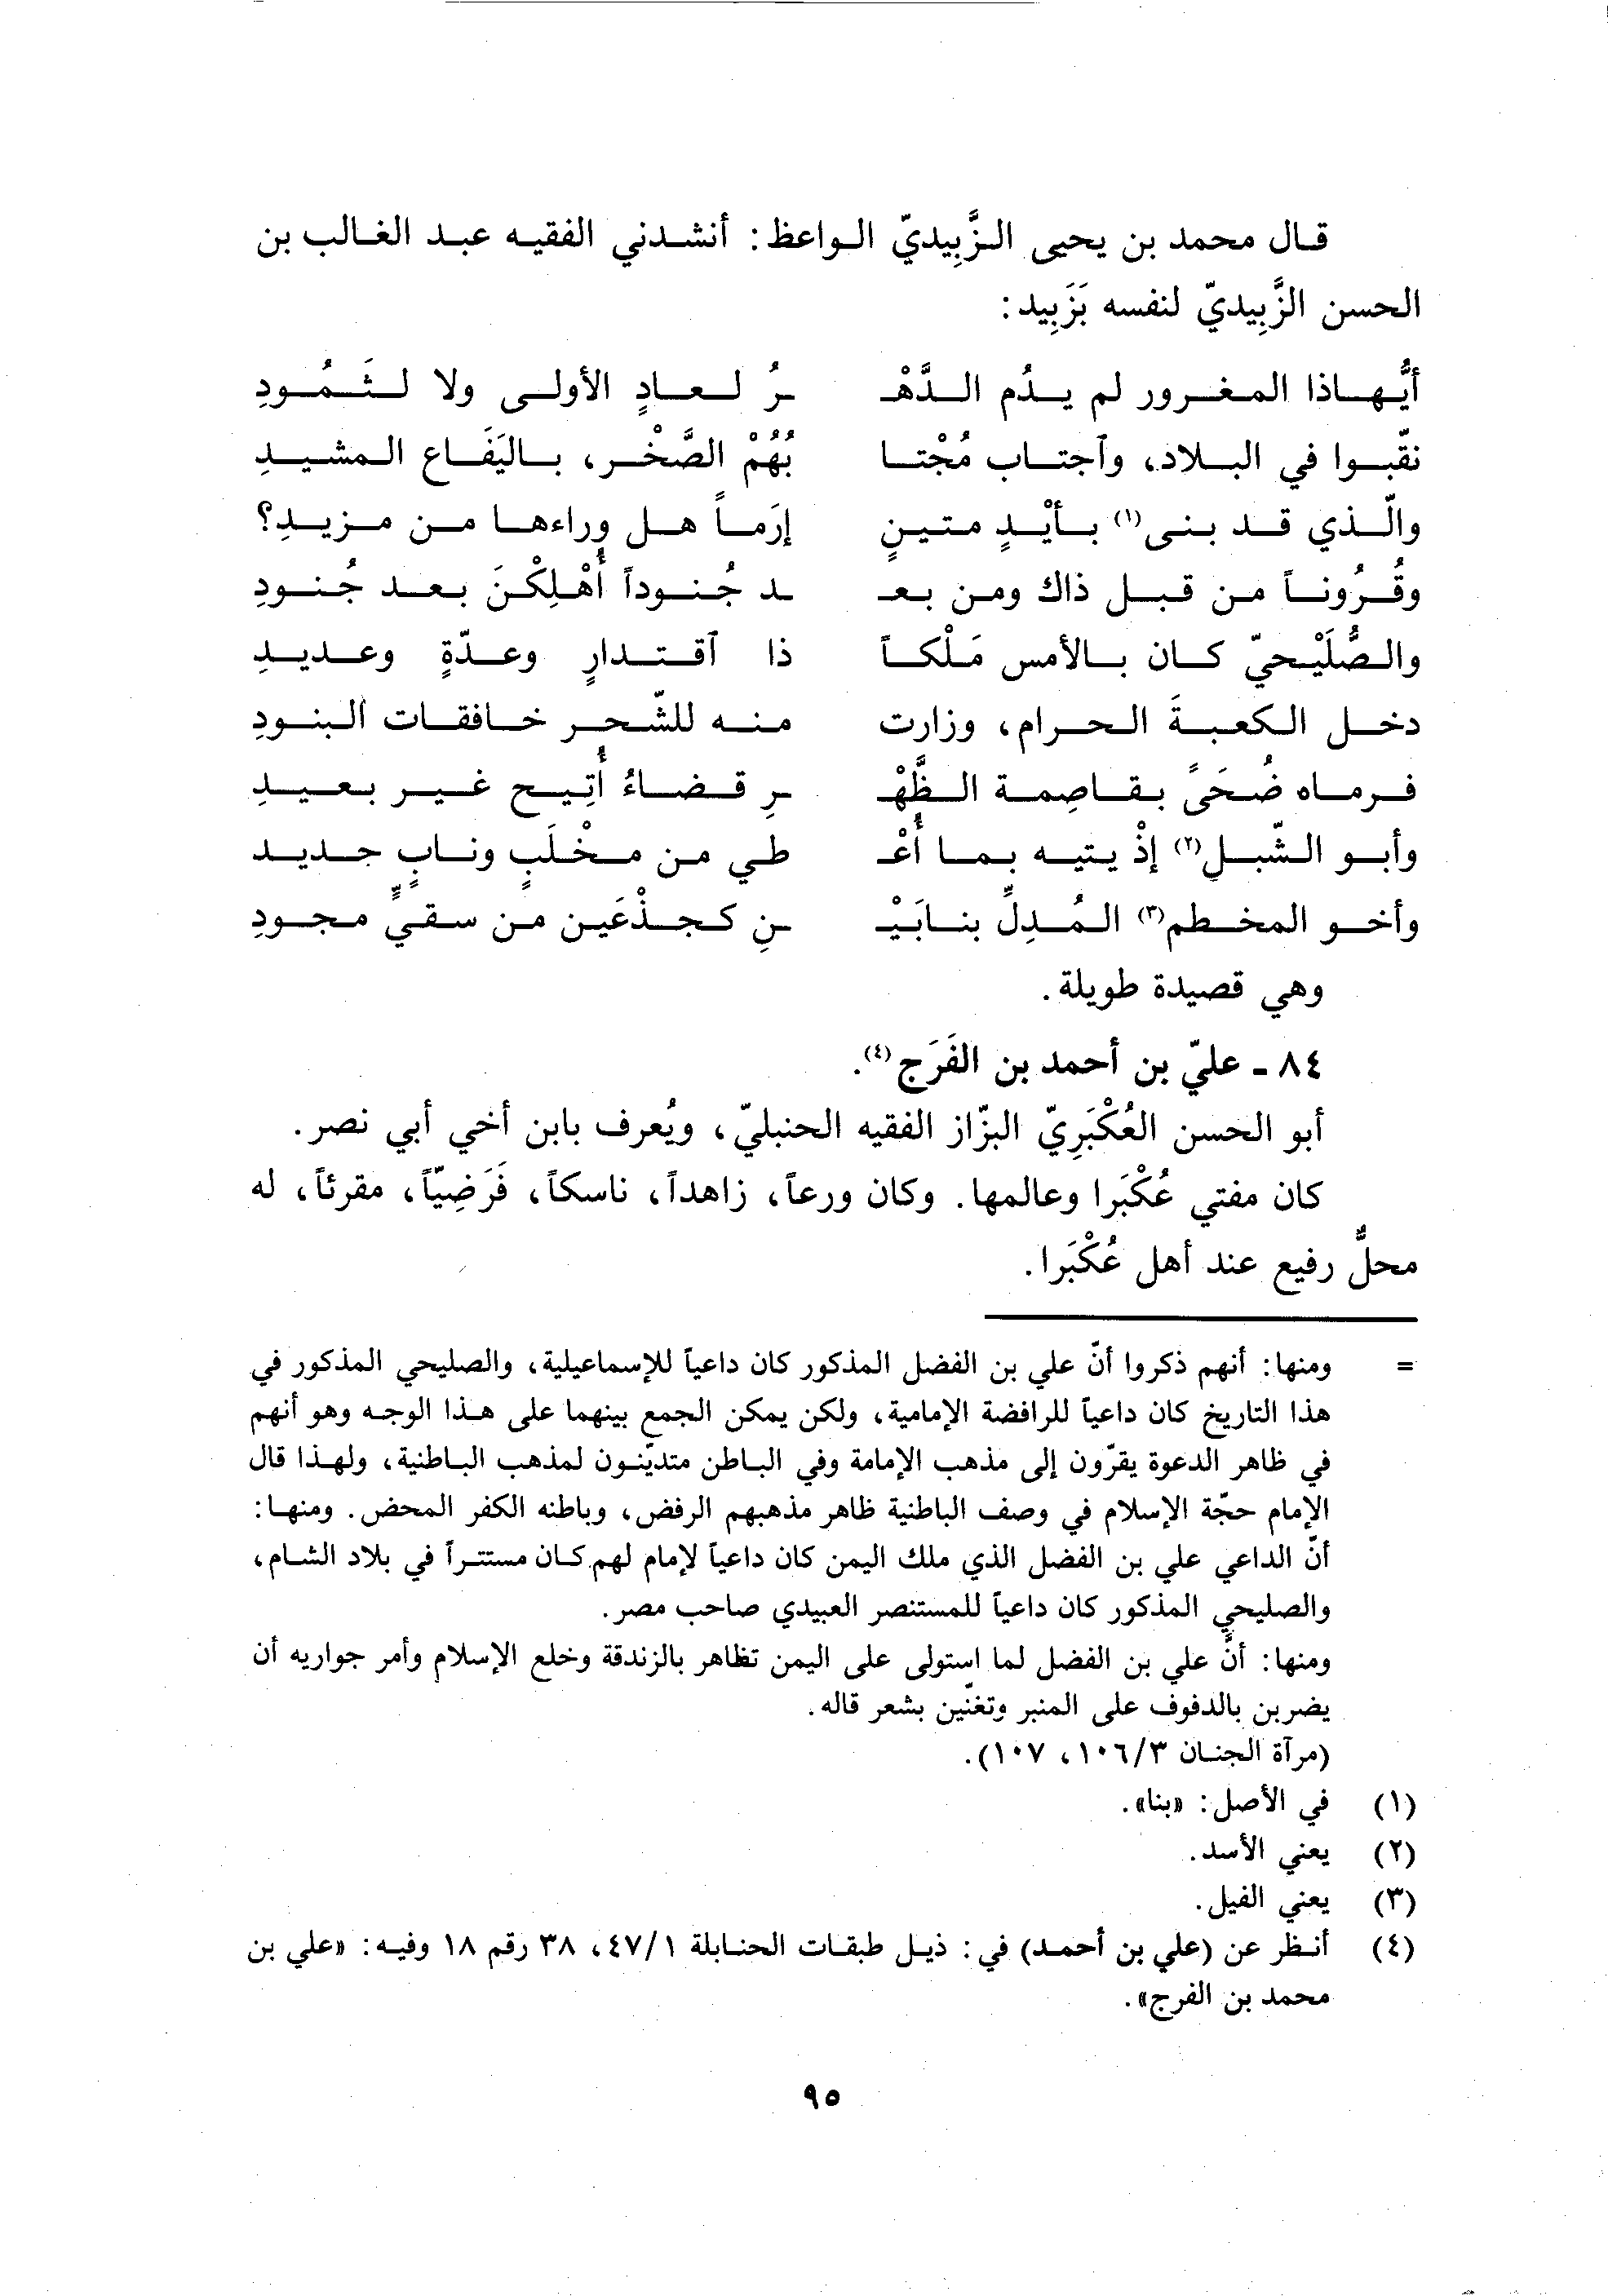 قال محمد بن يحيى الزَّبِيديّ الواعظ: أنشدني الفقيه عبد الغالب بن
الحسن الزَّبِيديّ لنفسه بَزَبِيد:
أيُّهاذا المغرور لم يدُم الدَّهْـ ـرُ لعادٍ الأولى ولا لثَمُودِ
نقّبوا في البلاد، وآجتاب مُجْتا بُهُمْ الصَّخْر، باليَفَاع المشيدِ
والّذي قد بنى(١) بأيْدٍ متينٍ إرَماً هل وراءها من مزيدِ؟
وقُرُوناً من قبل ذاك ومن بعـ ـد جُنوداً أُهْلِكْنَ بعد جُنودِ
والصُّلَيْحيّ كان بالأمس مَلْكاً ذا آقتدارٍ وعدّةٍ وعديدِ
دخل الكعبةَ الحرام، وزارت منه للشّحر خافقات البنودِ
فرماه ضُحَىً بقاصِمة الظَّهْـ ـرِ قضاءُ أُتِيح غير بعيدِ
وأبو الشّبل(٢) إذْ يتيه بما أُعْـ طي من مخْلَبٍ ونابٍ جديد
وأخو المخطم(٣) المُدِلِّ بنابَيْـ ـنِ كجذْعَين من سقيٍّ مجودِ
وهي قصيدة طويلة.
٨٤ ـ عليّ بن أحمد بن الفَرَج(٤).
أبو الحسن العُكْبَرِيّ البزّاز الفقيه الحنبليّ، ويُعرف بابن أخي أبي نصر.
كان مفتي عُكْبَرا وعالمها. وكان ورعاً، زاهداً، ناسكاً، فَرَضِيّاً، مقرئاً، له
محلٌّ رفيع عند أهل عُكْبَرا.
= ومنها: أنهم ذكروا أنّ علي بن الفضل المذكور كان داعياً للإسماعيلية، والصليحي المذكور في
هذا التاريخ كان داعياً للرافضة الإمامية، ولكن يمكن الجمع بينهما على هذا الوجه وهو أنهم
في ظاهر الدعوة يقرّون إلى مذهب الإمامة وفي الباطن متديّنون لمذهب الباطنية، ولهذا قال
الإمام حجّة الإسلام في وصف الباطنية ظاهر مذهبهم الرفض، وباطنه الكفر المحض. ومنها:
أنّ الداعي علي بن الفضل الذي ملك اليمن كان داعياً لإمام لهم كان مستتراً في بلاد الشام،
والصليحي المذكور كان داعياً للمستنصر العبيدي صاحب مصر.
ومنها: أنَّ علي بن الفضل لما استولى على اليمن تظاهر بالزندقة وخلع الإسلام وأمر جواريه أن
يضربن بالدفوف على المنبر وتغنّين بشعر قاله.
(مرآة الجنان ١٠٦/٣، ١٠٧).
(١) في الأصل: «بنا».
(٢) يعني الأسد.
(٣) يعني الفيل.
(٤) أنظر عن (علي بن أحمد) في: ذيل طبقات الحنابلة ٤٧/١، ٣٨ رقم ١٨ وفيه: «علي بن
محمد بن الفرج».
٩٥